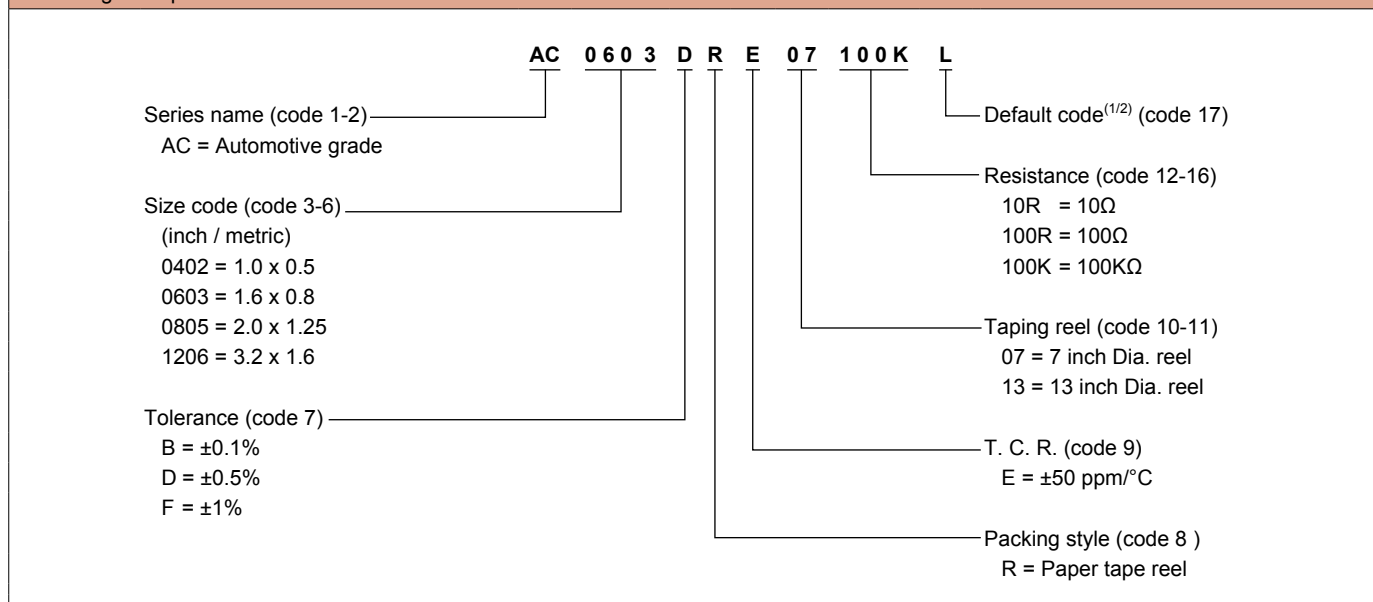 AC 0603 D R E 07 100K L
Series name (code 1-2)
AC = Automotive grade
Size code (code 3-6)
(inch / metric)
0402 = 1.0 x 0.5
0603 = 1.6 x 0.8
0805 = 2.0 x 1.25
1206 = 3.2 x 1.6
Tolerance (code 7)
B = ±0.1%
D = ±0.5%
F = ±1%
Default code(1/2) (code 17)
Resistance (code 12-16)
10R = 10Ω
100R = 100Ω
100K = 100KΩ
Taping reel (code 10-11)
07 = 7 inch Dia. reel
13 = 13 inch Dia. reel
T. C. R. (code 9)
E = ±50 ppm/°C
Packing style (code 8 )
R = Paper tape reel